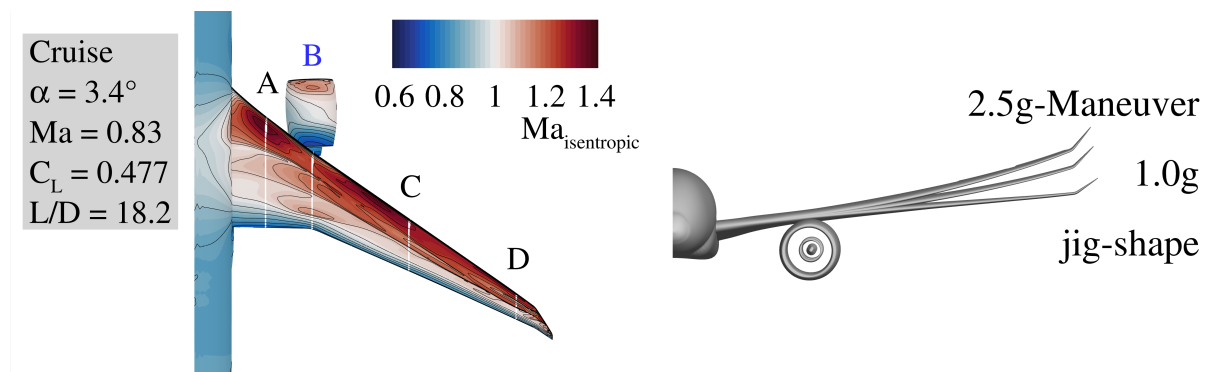 Cruise
α = 3.4°
Ma = 0.83
C_L = 0.477
L/D = 18.2
A
B
C
D
0.6 0.8 1 1.2 1.4
Ma_isentropic
2.5g-Maneuver
1.0g
jig-shape